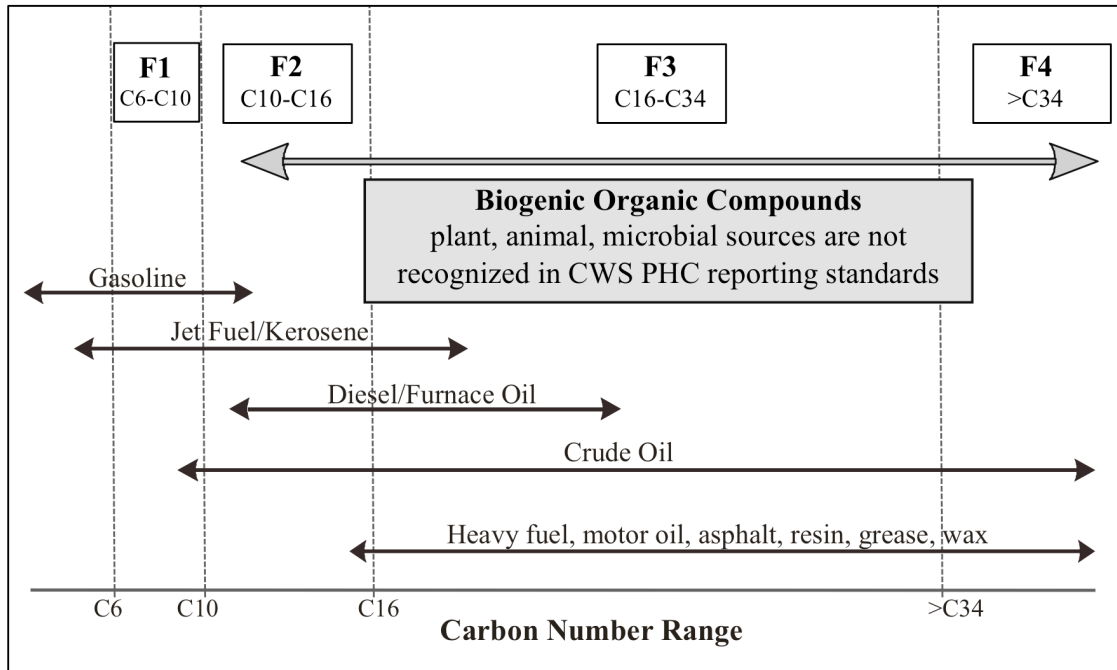 F1
C6-C10
F2
C10-C16
F3
C16-C34
F4
>C34
Biogenic Organic Compounds
plant, animal, microbial sources are not
recognized in CWS PHC reporting standards
Gasoline
Jet Fuel/Kerosene
Diesel/Furnace Oil
Crude Oil
Heavy fuel, motor oil, asphalt, resin, grease, wax
C6
C10
C16
>C34
Carbon Number Range